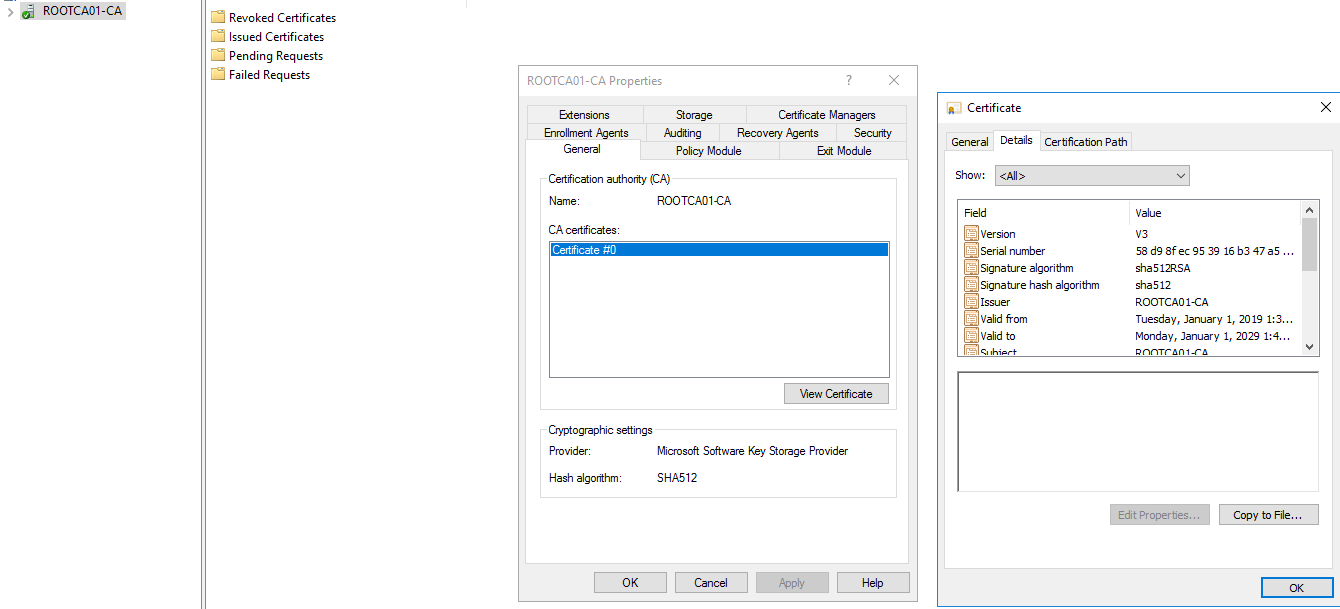 ROOTCA01-CA
Revoked Certificates
Issued Certificates
Pending Requests
Failed Requests
ROOTCA01-CA Properties
?
Extensions
Storage
Certificate Managers
Enrollment Agents
Auditing
Recovery Agents
Security
General
Policy Module
Exit Module
Certification authority (CA)
Name:
ROOTCA01-CA
CA certificates:
Certificate #0
View Certificate
Cryptographic settings
Provider:
Microsoft Software Key Storage Provider
Hash algorithm:
SHA512
OK
Cancel
Apply
Help
Certificate
General
Details
Certification Path
Show:
<All>
Field
Value
Version
V3
Serial number
58 d9 8f ec 95 39 16 b3 47 a5 ...
Signature algorithm
sha512RSA
Signature hash algorithm
sha512
Issuer
ROOTCA01-CA
Valid from
Tuesday, January 1, 2019 1:3...
Valid to
Monday, January 1, 2029 1:4...
Subject
ROOTCA01-CA
Edit Properties...
Copy to File...
OK